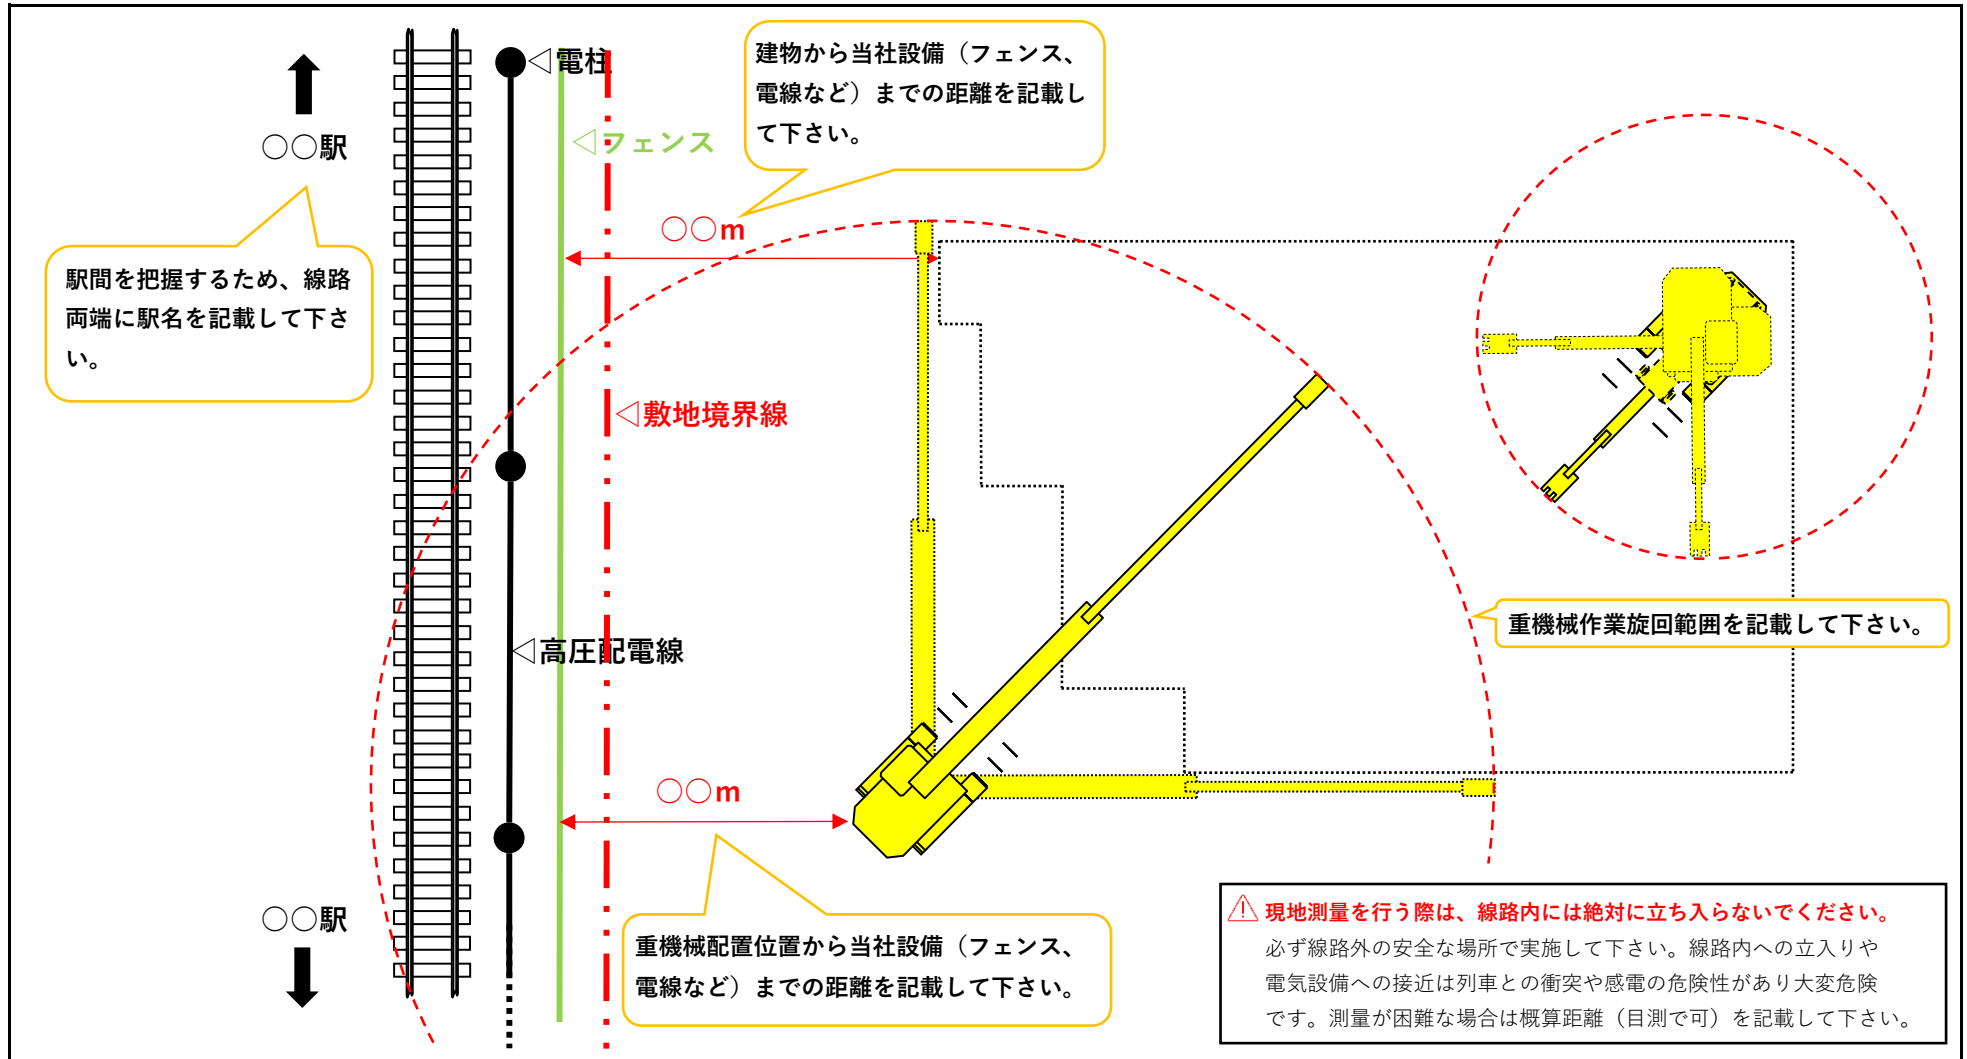 ◁電柱
建物から当社設備（フェンス、
電線など）までの距離を記載し
て下さい。
◁フェンス
○○駅
○○m
駅間を把握するため、線路
両端に駅名を記載して下さ
い。
◁敷地境界線
重機械作業旋回範囲を記載して下さい。
◁高圧配電線
○○m
○○駅
重機械配置位置から当社設備（フェンス、
電線など）までの距離を記載して下さい。
⚠ 現地測量を行う際は、線路内には絶対に立ち入らないでください。
必ず線路外の安全な場所で実施して下さい。線路内への立入りや
電気設備への接近は列車との衝突や感電の危険性があり大変危険
です。測量が困難な場合は概算距離（目測で可）を記載して下さい。